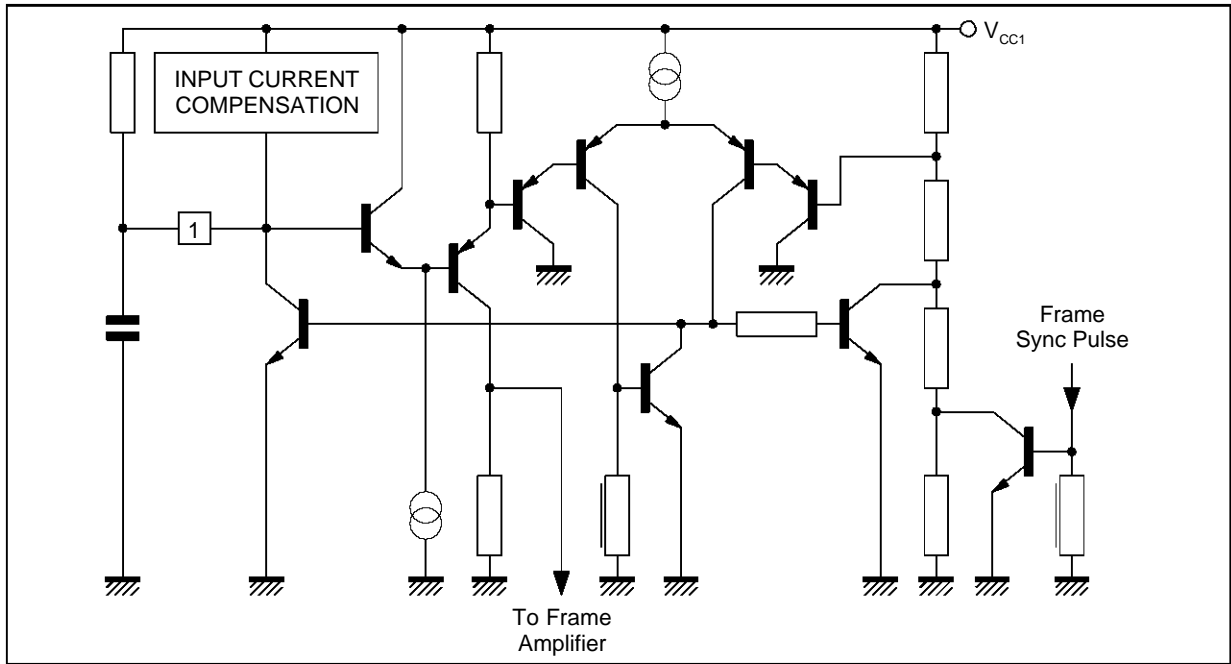 V_CC1
INPUT CURRENT
COMPENSATION
1
Frame
Sync Pulse
To Frame
Amplifier